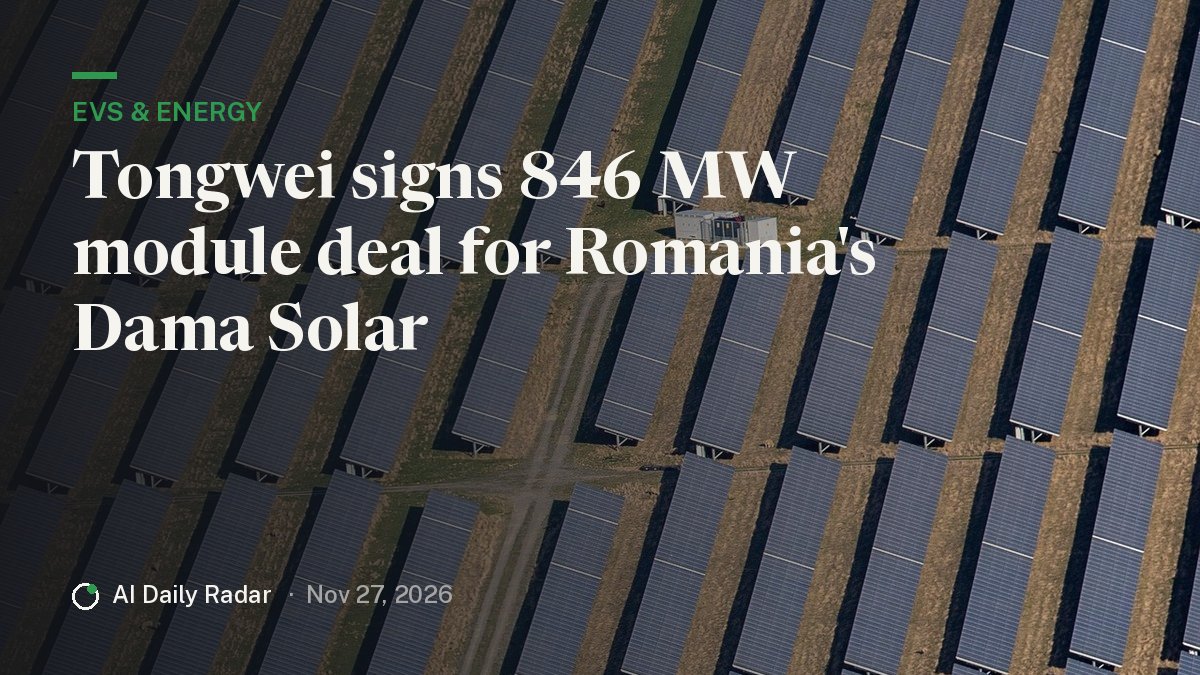 EVS & ENERGY
Tongwei signs 846 MW
module deal for Romania's
Dama Solar
AI Daily Radar · Nov 27, 2026